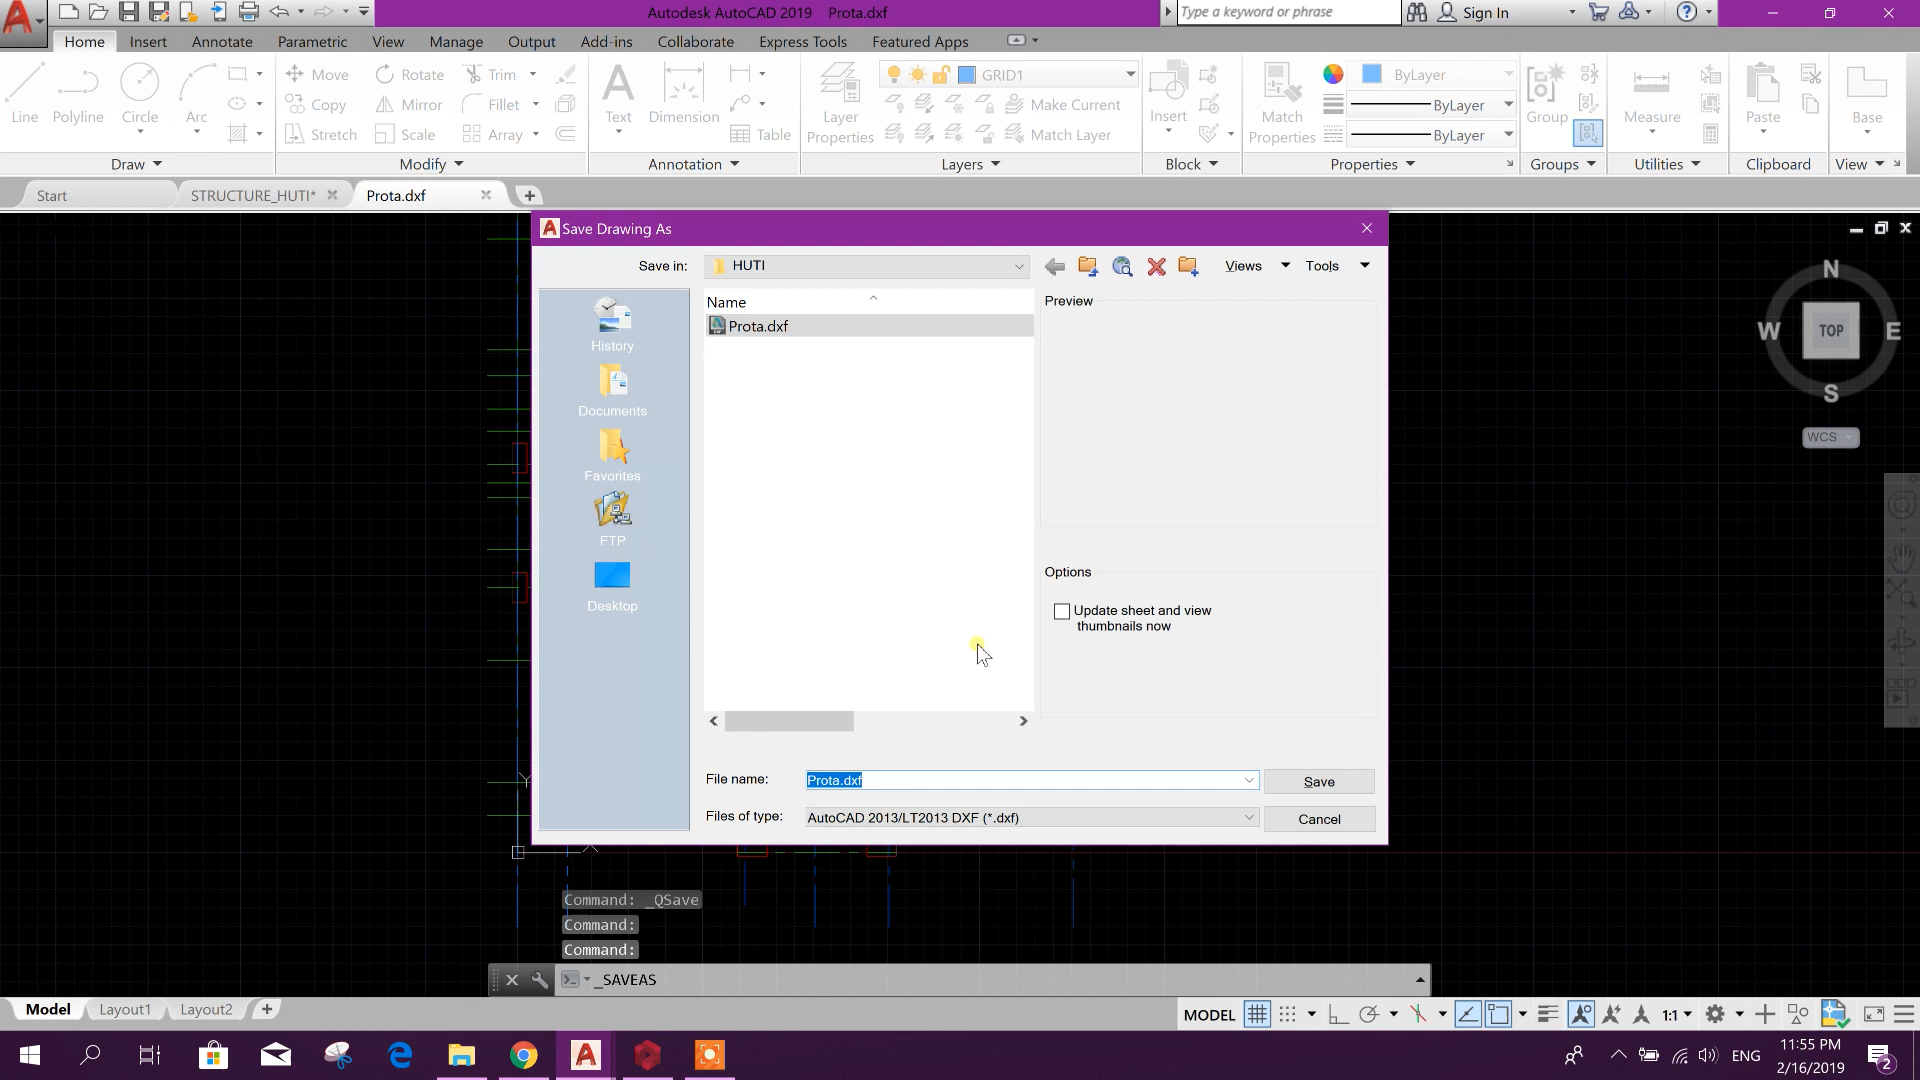 Autodesk AutoCAD 2019 Prota.dxf
Type a keyword or phrase
Sign In
Home Insert Annotate Parametric View Manage Output Add-ins Collaborate Express Tools Featured Apps
Line Polyline Circle Arc
Move Rotate Trim
Copy Mirror Fillet
Stretch Scale Array
Text Dimension Table
Layer Properties
GRID1
Make Current
Match Layer
Insert
Match Properties
ByLayer
ByLayer
ByLayer
Group
Measure
Paste
Base
Draw Modify Annotation Layers Block Properties Groups Utilities Clipboard View
Start STRUCTURE_HUTI* Prota.dxf
Save Drawing As
Save in: HUTI Views Tools
Name
Prota.dxf
Preview
History
Documents
Favorites
FTP
Desktop
Options
Update sheet and view
thumbnails now
File name: Prota.dxf Save
Files of type: AutoCAD 2013/LT2013 DXF (*.dxf) Cancel
N
W TOP E
S
WCS
Y
Command: _QSave
Command:
Command:
_SAVEAS
Model Layout1 Layout2
MODEL 1:1
ENG
11:55 PM
2/16/2019
2